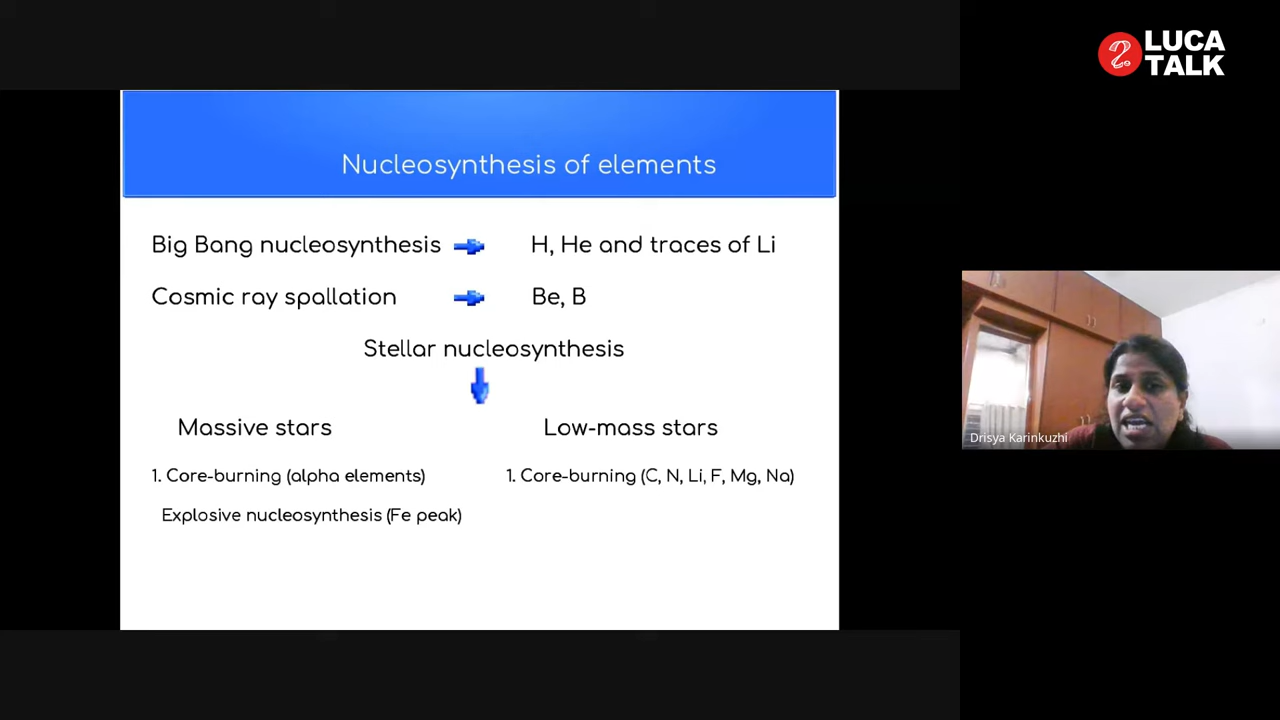 LUCA
TALK
Nucleosynthesis of elements
Big Bang nucleosynthesis H, He and traces of Li
Cosmic ray spallation Be, B
Stellar nucleosynthesis
Massive stars Low-mass stars
1. Core-burning (alpha elements) 1. Core-burning (C, N, Li, F, Mg, Na)
Explosive nucleosynthesis (Fe peak)
Drisya Karinkuzhi